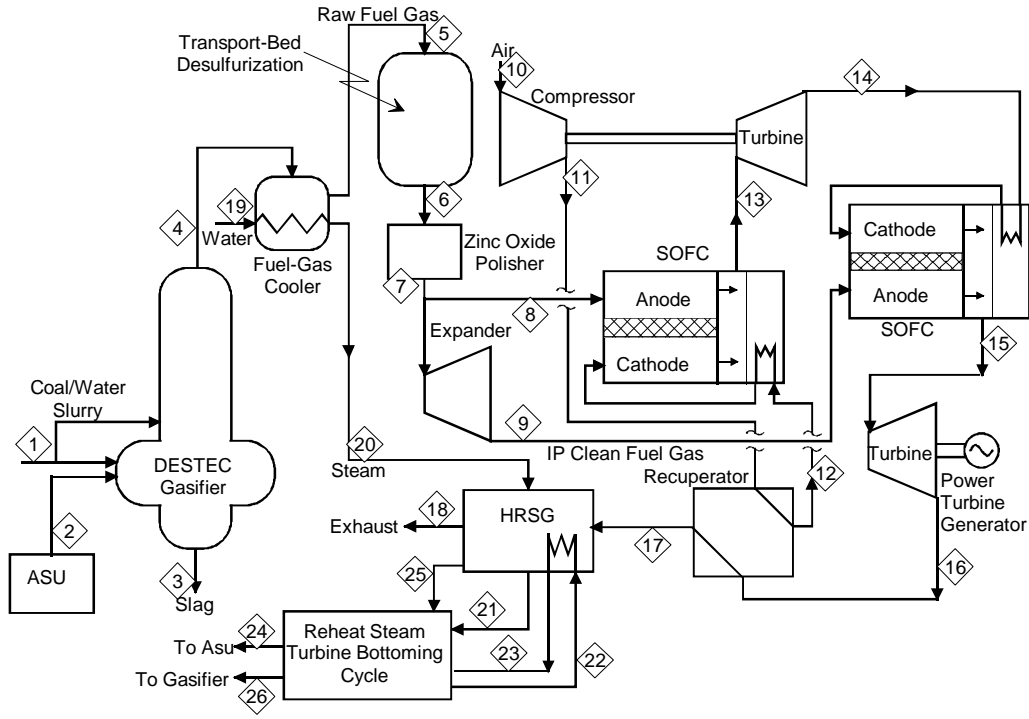 Raw Fuel Gas
5
Transport-Bed
Desulfurization
Air
10
Compressor
14
Turbine
11
6
13
19
Water
4
Fuel-Gas
Cooler
Zinc Oxide
Polisher
7
SOFC
Anode
Cathode
8
Cathode
Anode
SOFC
15
Expander
Coal/Water
Slurry
1
9
IP Clean Fuel Gas
20
Steam
DESTEC
Gasifier
Recuperator
12
Turbine
Power
Turbine
Generator
2
18
Exhaust
HRSG
17
16
ASU
3
Slag
25
21
24
To Asu
Reheat Steam
Turbine Bottoming
Cycle
23
22
To Gasifier
26